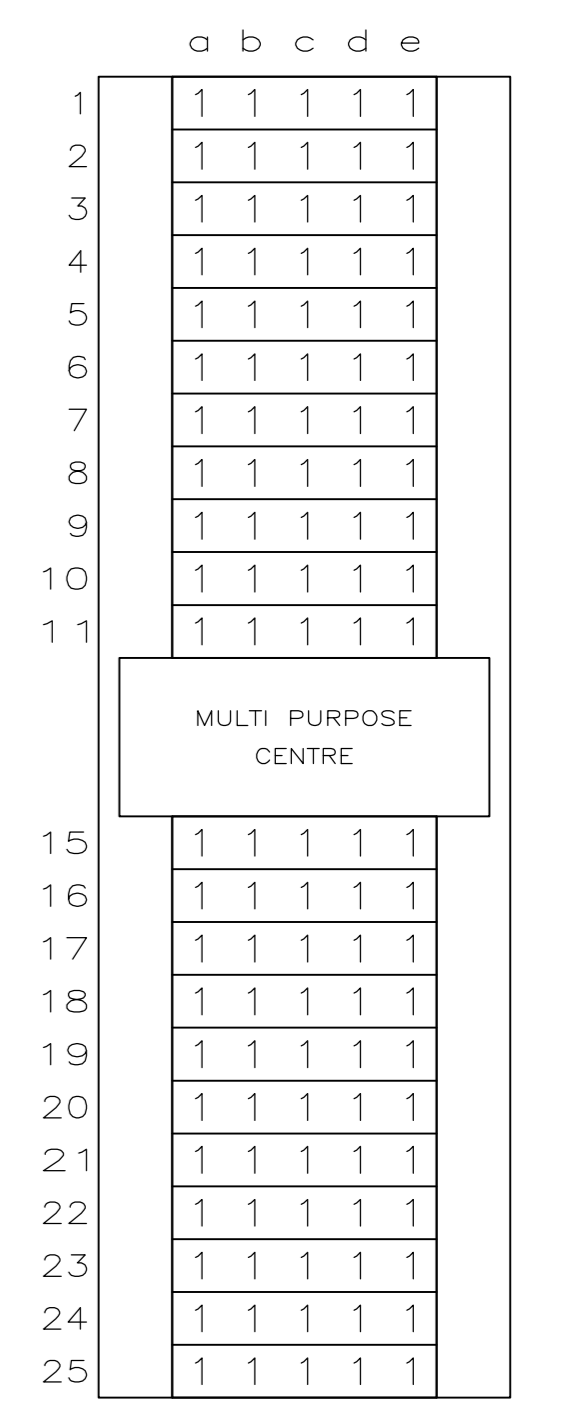 a b c d e
1 1 1 1 1 1
2 1 1 1 1 1
3 1 1 1 1 1
4 1 1 1 1 1
5 1 1 1 1 1
6 1 1 1 1 1
7 1 1 1 1 1
8 1 1 1 1 1
9 1 1 1 1 1
10 1 1 1 1 1
11 1 1 1 1 1
MULTI PURPOSE
CENTRE
15 1 1 1 1 1
16 1 1 1 1 1
17 1 1 1 1 1
18 1 1 1 1 1
19 1 1 1 1 1
20 1 1 1 1 1
21 1 1 1 1 1
22 1 1 1 1 1
23 1 1 1 1 1
24 1 1 1 1 1
25 1 1 1 1 1